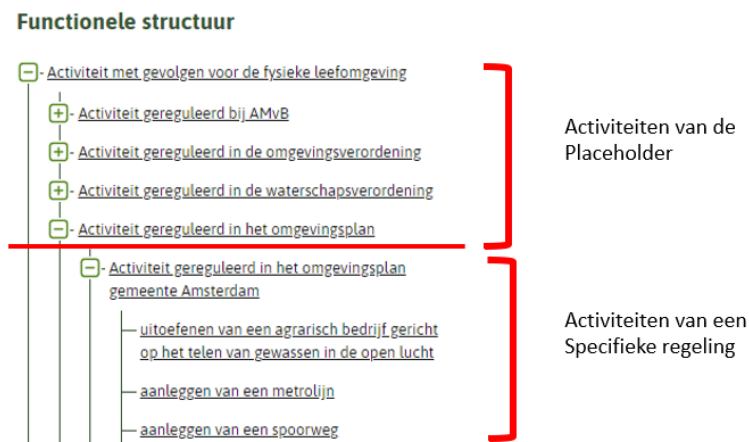 Functionele structuur
Activiteit met gevolgen voor de fysieke leefomgeving
Activiteit gereguleerd bij AMvB
Activiteit gereguleerd in de omgevingsverordening
Activiteit gereguleerd in de waterschapsverordening
Activiteit gereguleerd in het omgevingsplan
Activiteiten van de
Placeholder
Activiteit gereguleerd in het omgevingsplan
gemeente Amsterdam
uitoefenen van een agrarisch bedrijf gericht
op het telen van gewassen in de open lucht
aanleggen van een metrolijn
aanleggen van een spoorweg
Activiteiten van een
Specifieke regeling